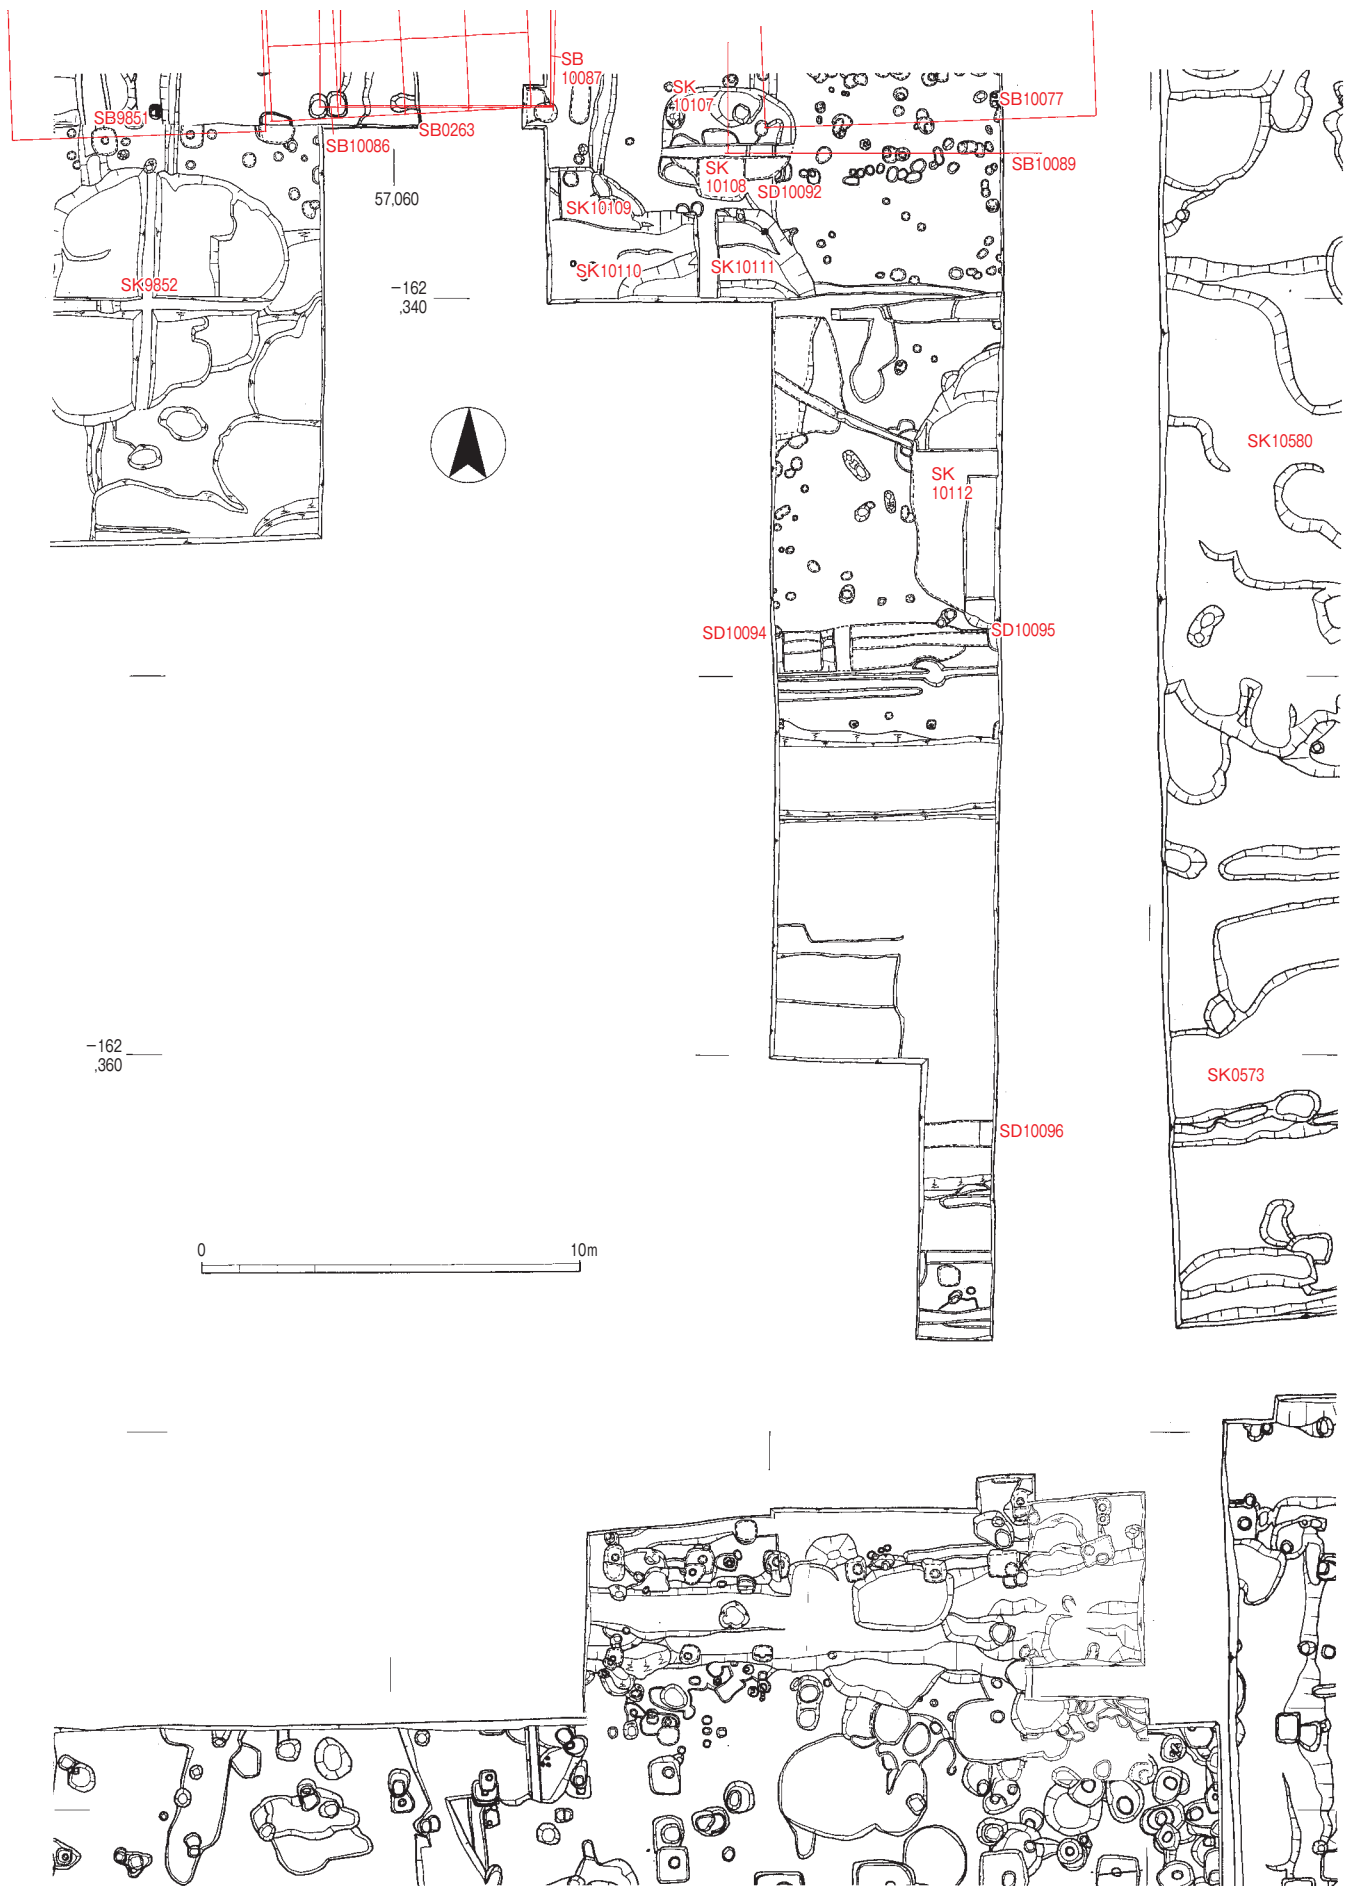 SB
10087
SK
10107
SB10077
SB9851
SB0263
SB10086
SB10089
SK
10108
SD10092
57,060
SK10109
SK10110
SK10111
SK9852
−162
,340
SK10580
SK
10112
SD10094
SD10095
−162
,360
SK0573
SD10096
0
10m